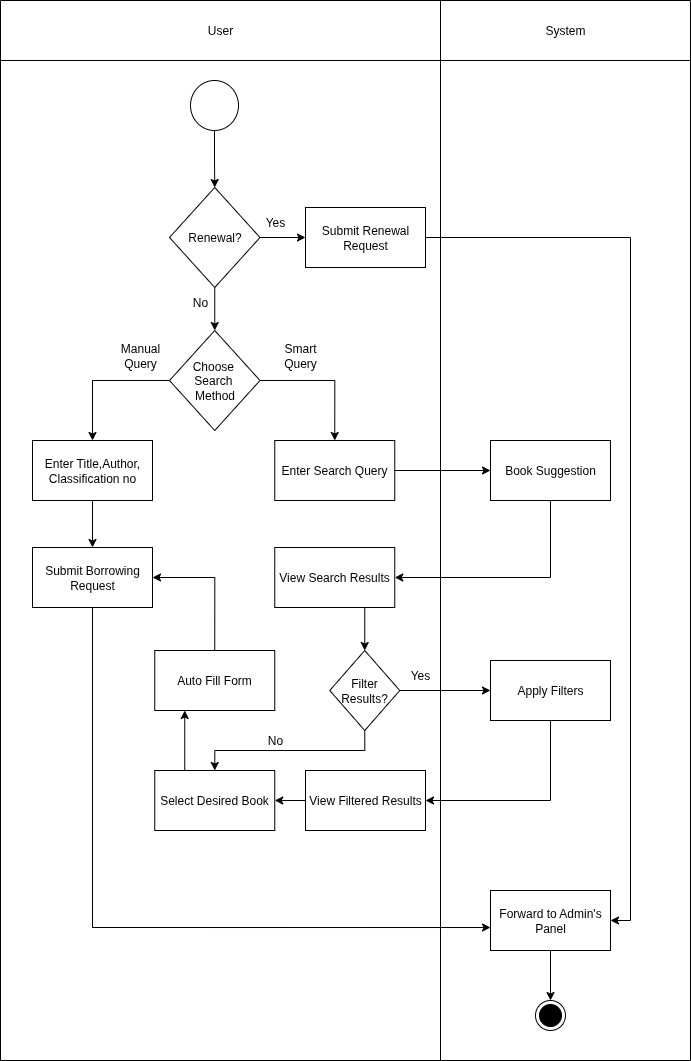 User
System
Renewal?
Yes
Submit Renewal
Request
No
Manual
Query
Choose
Search
Method
Smart
Query
Enter Title,Author,
Classification no
Enter Search Query
Book Suggestion
Submit Borrowing
Request
View Search Results
Auto Fill Form
Filter
Results?
Yes
Apply Filters
No
Select Desired Book
View Filtered Results
Forward to Admin's
Panel